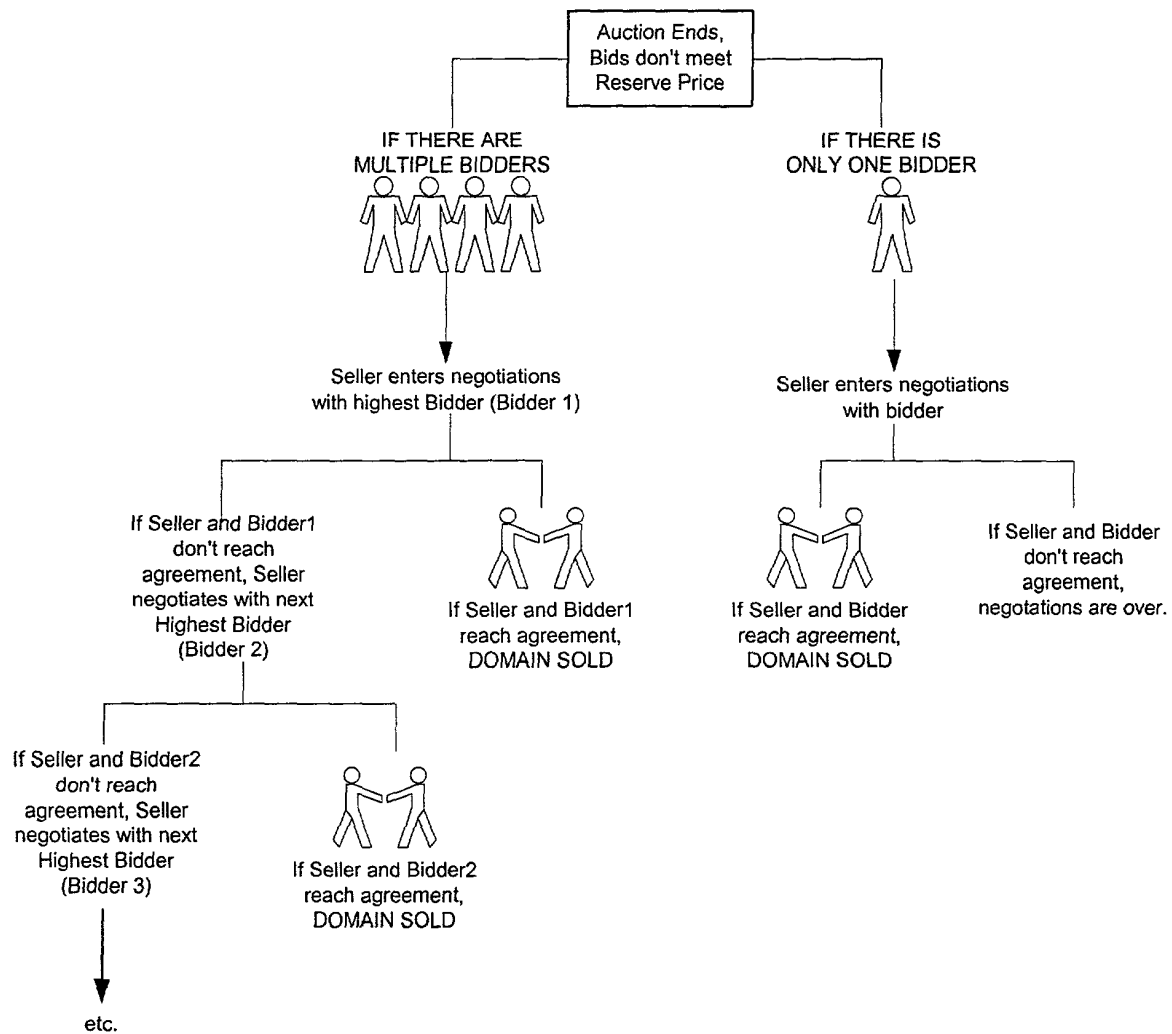 Auction Ends,
Bids don't meet
Reserve Price
IF THERE ARE
MULTIPLE BIDDERS
IF THERE IS
ONLY ONE BIDDER
Seller enters negotiations
with highest Bidder (Bidder 1)
Seller enters negotiations
with bidder
If Seller and Bidder1
don't reach
agreement, Seller
negotiates with next
Highest Bidder
(Bidder 2)
If Seller and Bidder1
reach agreement,
DOMAIN SOLD
If Seller and Bidder
reach agreement,
DOMAIN SOLD
If Seller and Bidder
don't reach
agreement,
negotations are over.
If Seller and Bidder2
don't reach
agreement, Seller
negotiates with next
Highest Bidder
(Bidder 3)
If Seller and Bidder2
reach agreement,
DOMAIN SOLD
etc.